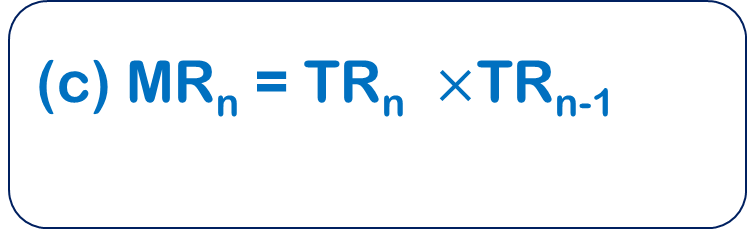 (c) MRₙ = TRₙ ×TRₙ₋₁